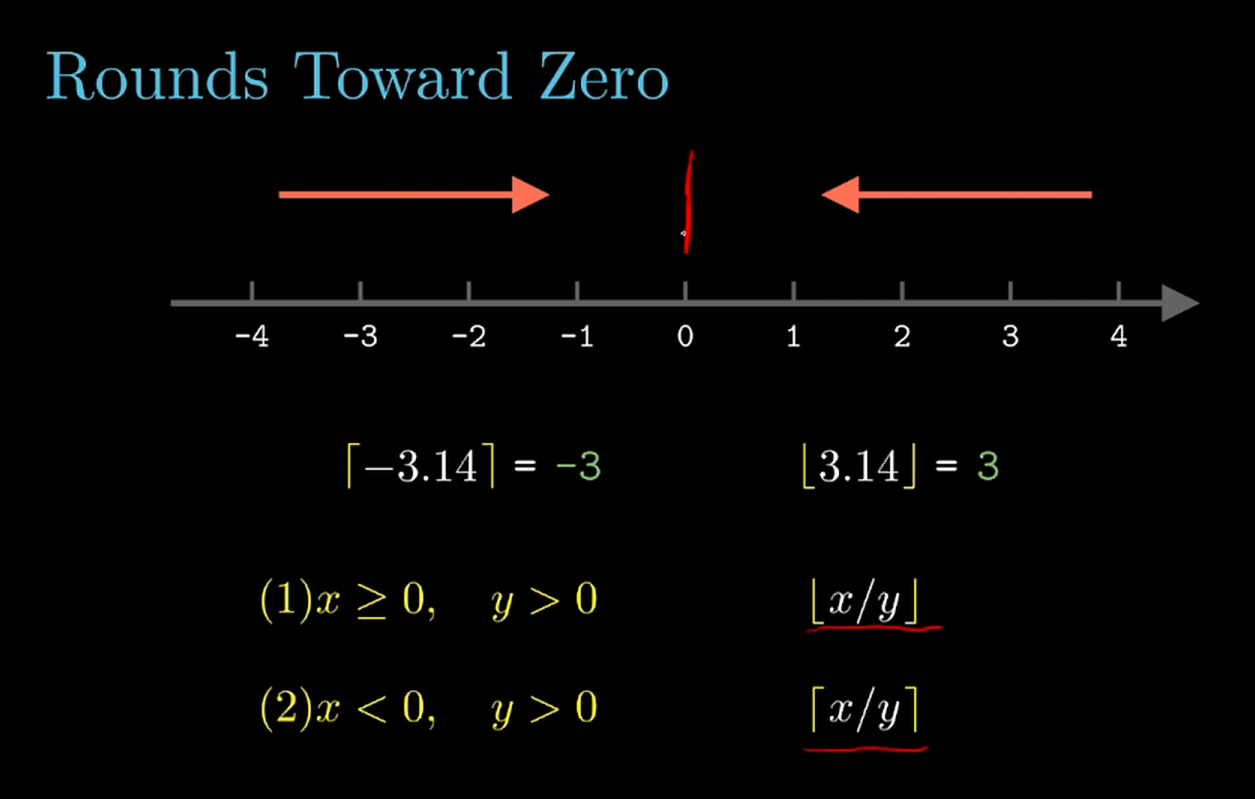 Rounds Toward Zero
-4 -3 -2 -1 0 1 2 3 4
⌈−3.14⌉ = -3 ⌊3.14⌋ = 3
(1)x ≥ 0, y > 0 ⌊x/y⌋
(2)x < 0, y > 0 ⌈x/y⌉